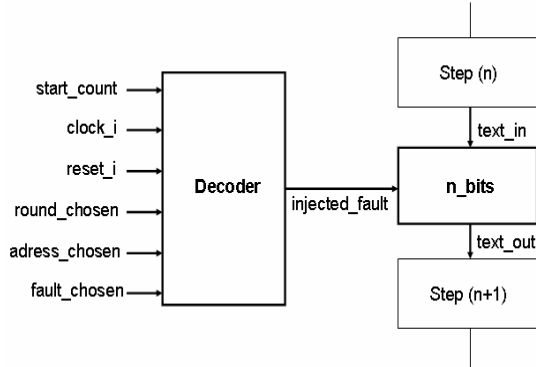 start_count
clock_i
reset_i
round_chosen
adress_chosen
fault_chosen
Decoder
injected_fault
Step (n)
text_in
n_bits
text_out
Step (n+1)